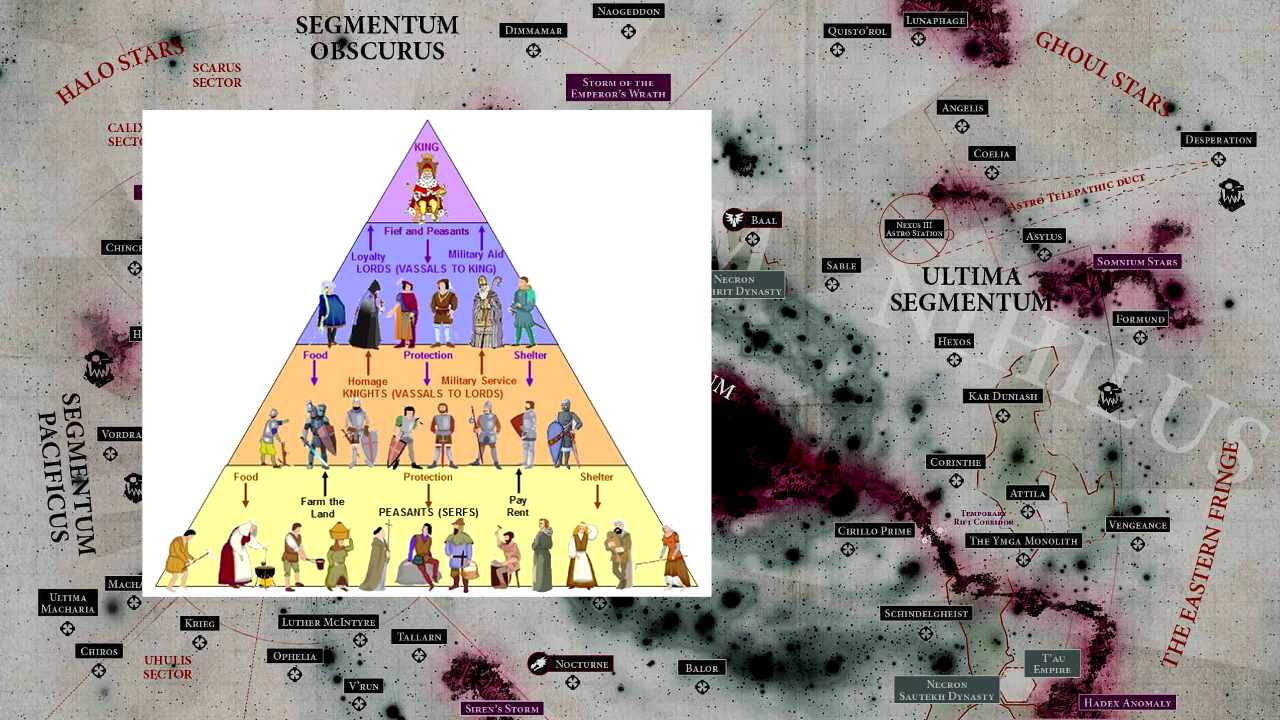 NAOGEDDON
SEGMENTUM
OBSCURUS
DIMMAMAR
QUISTO'ROL
LUNAPHAGE
HALO STARS
SCARUS
SECTOR
GHOUL STARS
STORM OF THE
EMPEROR'S WRATH
ANGELIS
COELIA
DESPERATION
ASTRO TELEPATHIC DUCT
NEXUS III
ASTRO STATION
ASYLUS
BAAL
SABLE
NECRON
DYNASTY
SOMNIUM STARS
ULTIMA
SEGMENTUM
FORMUND
HEXOS
KAR DUNIASH
CORINTHE
ATTILA
TEMPORARY
RIFT CORRIDOR
CIRILLO PRIME
THE YMGA MONOLITH
VENGEANCE
THE EASTERN FRINGE
SCHINDELGHEIST
T'AU
EMPIRE
NECRON
SAUTEKH DYNASTY
HADEX ANOMALY
KING
Fief and Peasants
Loyalty
Military Aid
LORDS (VASSALS TO KING)
Food
Protection
Shelter
Homage
Military Service
KNIGHTS (VASSALS TO LORDS)
Food
Protection
Shelter
Farm the
Land
Pay
Rent
PEASANTS (SERFS)
SEGMENTUM
PACIFICUS
ULTIMA
MACHARIA
KRIEG
LUTHER MCINTYRE
TALLARN
CHIROS
UHULIS
SECTOR
OPHELIA
V'RUN
NOCTURNE
BALOR
SIREN'S STORM